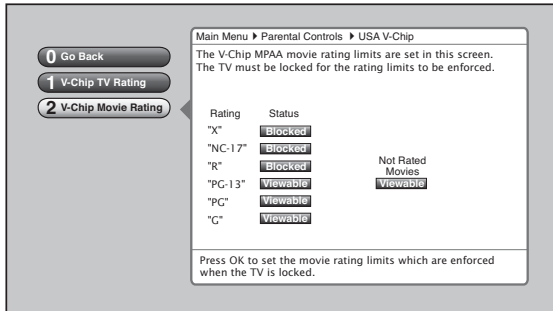 Main Menu ▸ Parental Controls ▸ USA V-Chip
0 Go Back
1 V-Chip TV Rating
2 V-Chip Movie Rating
The V-Chip MPAA movie rating limits are set in this screen.
The TV must be locked for the rating limits to be enforced.
Rating Status
"X" Blocked
"NC-17" Blocked
"R" Blocked
"PG-13" Viewable
"PG" Viewable
"G" Viewable
Not Rated
Movies
Viewable
Press OK to set the movie rating limits which are enforced
when the TV is locked.